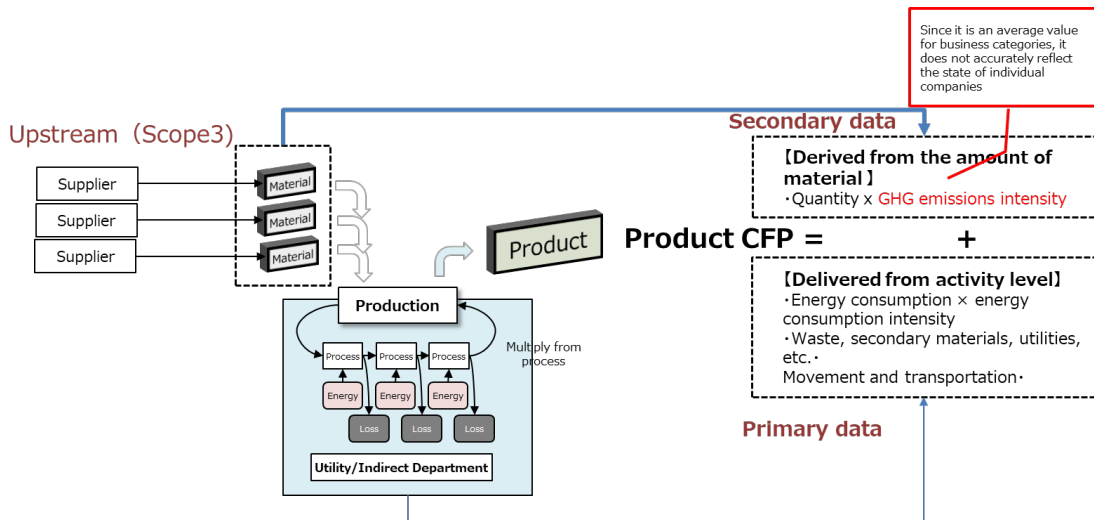 Since it is an average value
for business categories, it
does not accurately reflect
the state of individual
companies
Upstream（Scope3)
Secondary data
Supplier
Supplier
Supplier
Material
Material
Material
【Derived from the amount of
material】
・Quantity x GHG emissions intensity
Product
Product CFP =
+
Production
Process
Process
Process
Multiply from
process
Energy
Energy
Energy
Loss
Loss
Loss
Utility/Indirect Department
【Delivered from activity level】
・Energy consumption × energy
consumption intensity
・Waste, secondary materials, utilities,
etc.・
Movement and transportation・
Primary data